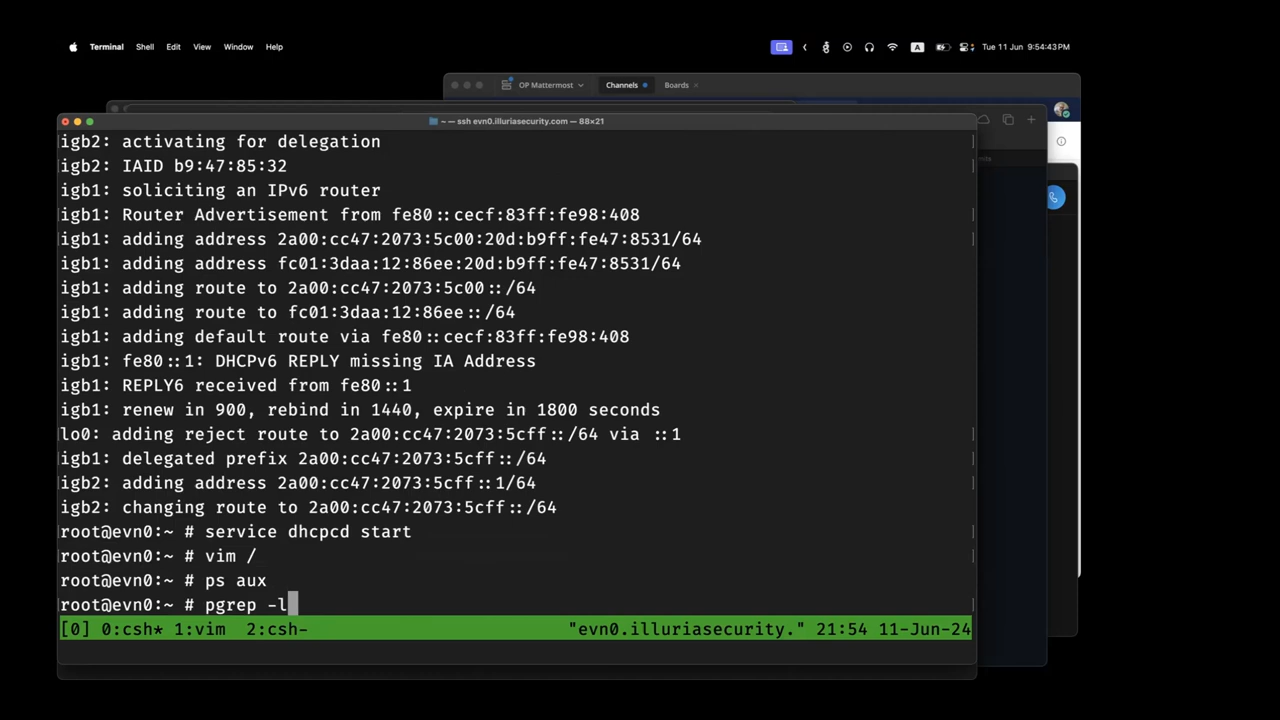 Terminal Shell Edit View Window Help
A Tue 11 Jun 9:54:43 PM
OP Mattermost Channels Boards
~ — ssh evn0.illuriasecurity.com — 88×21
igb2: activating for delegation
igb2: IAID b9:47:85:32
igb1: soliciting an IPv6 router
igb1: Router Advertisement from fe80::cecf:83ff:fe98:408
igb1: adding address 2a00:cc47:2073:5c00:20d:b9ff:fe47:8531/64
igb1: adding address fc01:3daa:12:86ee:20d:b9ff:fe47:8531/64
igb1: adding route to 2a00:cc47:2073:5c00::/64
igb1: adding route to fc01:3daa:12:86ee::/64
igb1: adding default route via fe80::cecf:83ff:fe98:408
igb1: fe80::1: DHCPv6 REPLY missing IA Address
igb1: REPLY6 received from fe80::1
igb1: renew in 900, rebind in 1440, expire in 1800 seconds
lo0: adding reject route to 2a00:cc47:2073:5cff::/64 via ::1
igb1: delegated prefix 2a00:cc47:2073:5cff::/64
igb2: adding address 2a00:cc47:2073:5cff::1/64
igb2: changing route to 2a00:cc47:2073:5cff::/64
root@evn0:~ # service dhcpcd start
root@evn0:~ # vim /
root@evn0:~ # ps aux
root@evn0:~ # pgrep -l
[0] 0:csh* 1:vim 2:csh- "evn0.illuriasecurity." 21:54 11-Jun-24